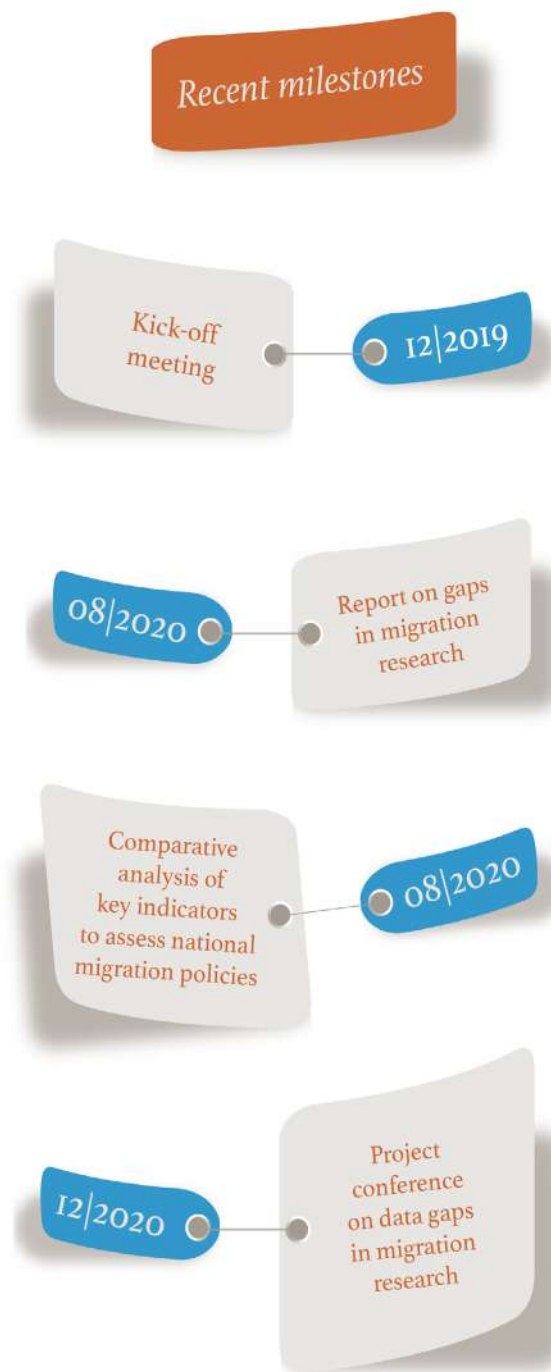 Recent milestones
Kick-off
meeting
12|2019
08|2020
Report on gaps
in migration
research
Comparative
analysis of
key indicators
to assess national
migration policies
08|2020
12|2020
Project
conference
on data gaps
in migration
research